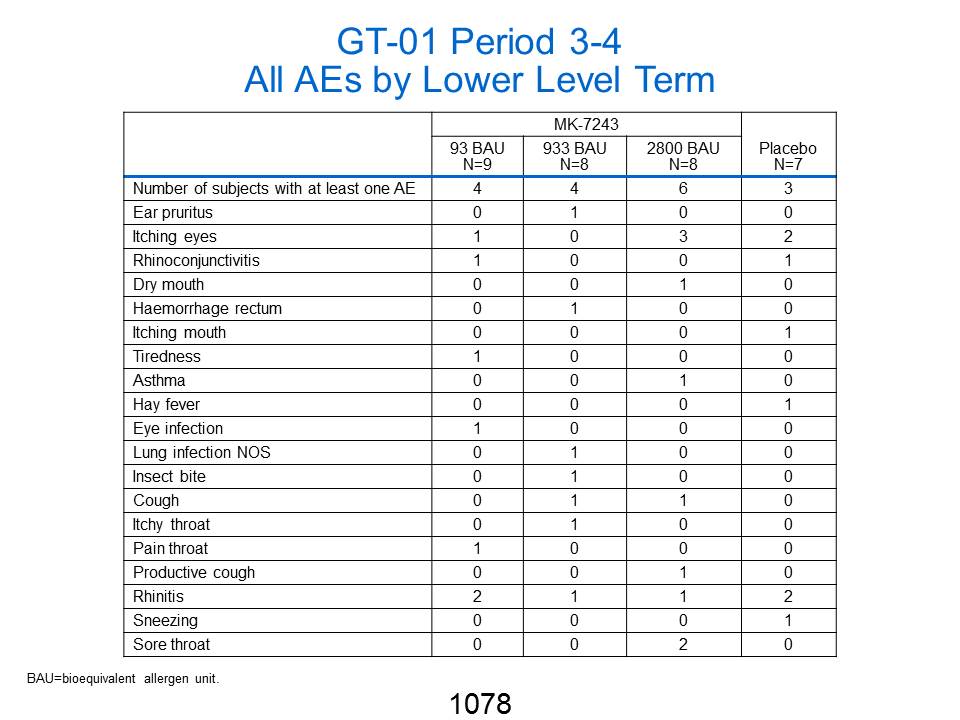 GT-01 Period 3-4
All AEs by Lower Level Term
MK-7243
93 BAU 933 BAU 2800 BAU Placebo
N=9 N=8 N=8 N=7
Number of subjects with at least one AE 4 4 6 3
Ear pruritus 0 1 0 0
Itching eyes 1 0 3 2
Rhinoconjunctivitis 1 0 0 1
Dry mouth 0 0 1 0
Haemorrhage rectum 0 1 0 0
Itching mouth 0 0 0 1
Tiredness 1 0 0 0
Asthma 0 0 1 0
Hay fever 0 0 0 1
Eye infection 1 0 0 0
Lung infection NOS 0 1 0 0
Insect bite 0 1 0 0
Cough 0 1 1 0
Itchy throat 0 1 0 0
Pain throat 1 0 0 0
Productive cough 0 0 1 0
Rhinitis 2 1 1 2
Sneezing 0 0 0 1
Sore throat 0 0 2 0
BAU=bioequivalent allergen unit.
1078